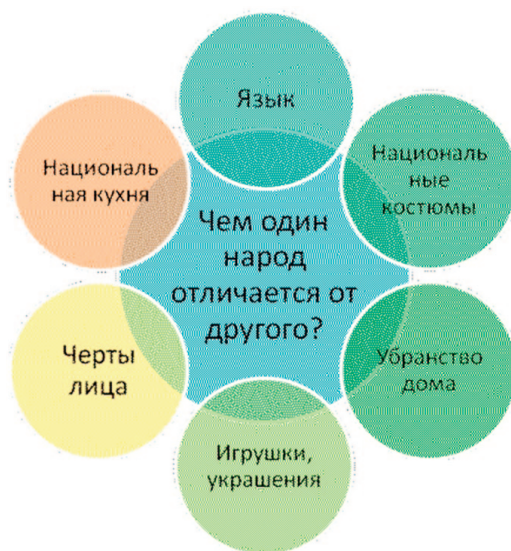 Язык
Националь
ные
костюмы
Убранство
дома
Игрушки,
украшения
Черты
лица
Националь
ная кухня
Чем один
народ
отличается от
другого?